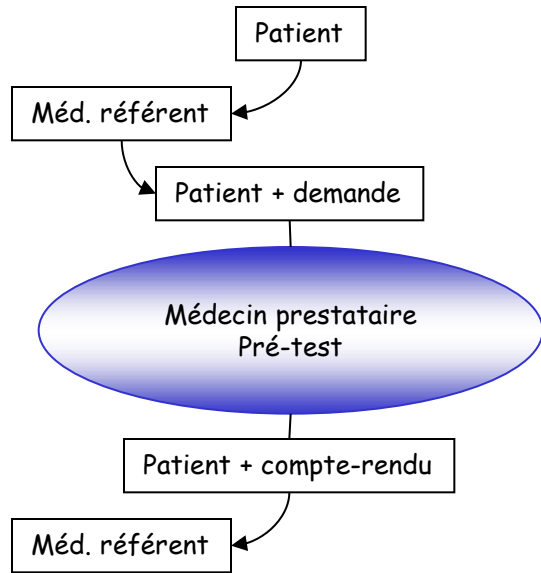 Patient
Méd. référent
Patient + demande
Médecin prestataire
Pré-test
Patient + compte-rendu
Méd. référent